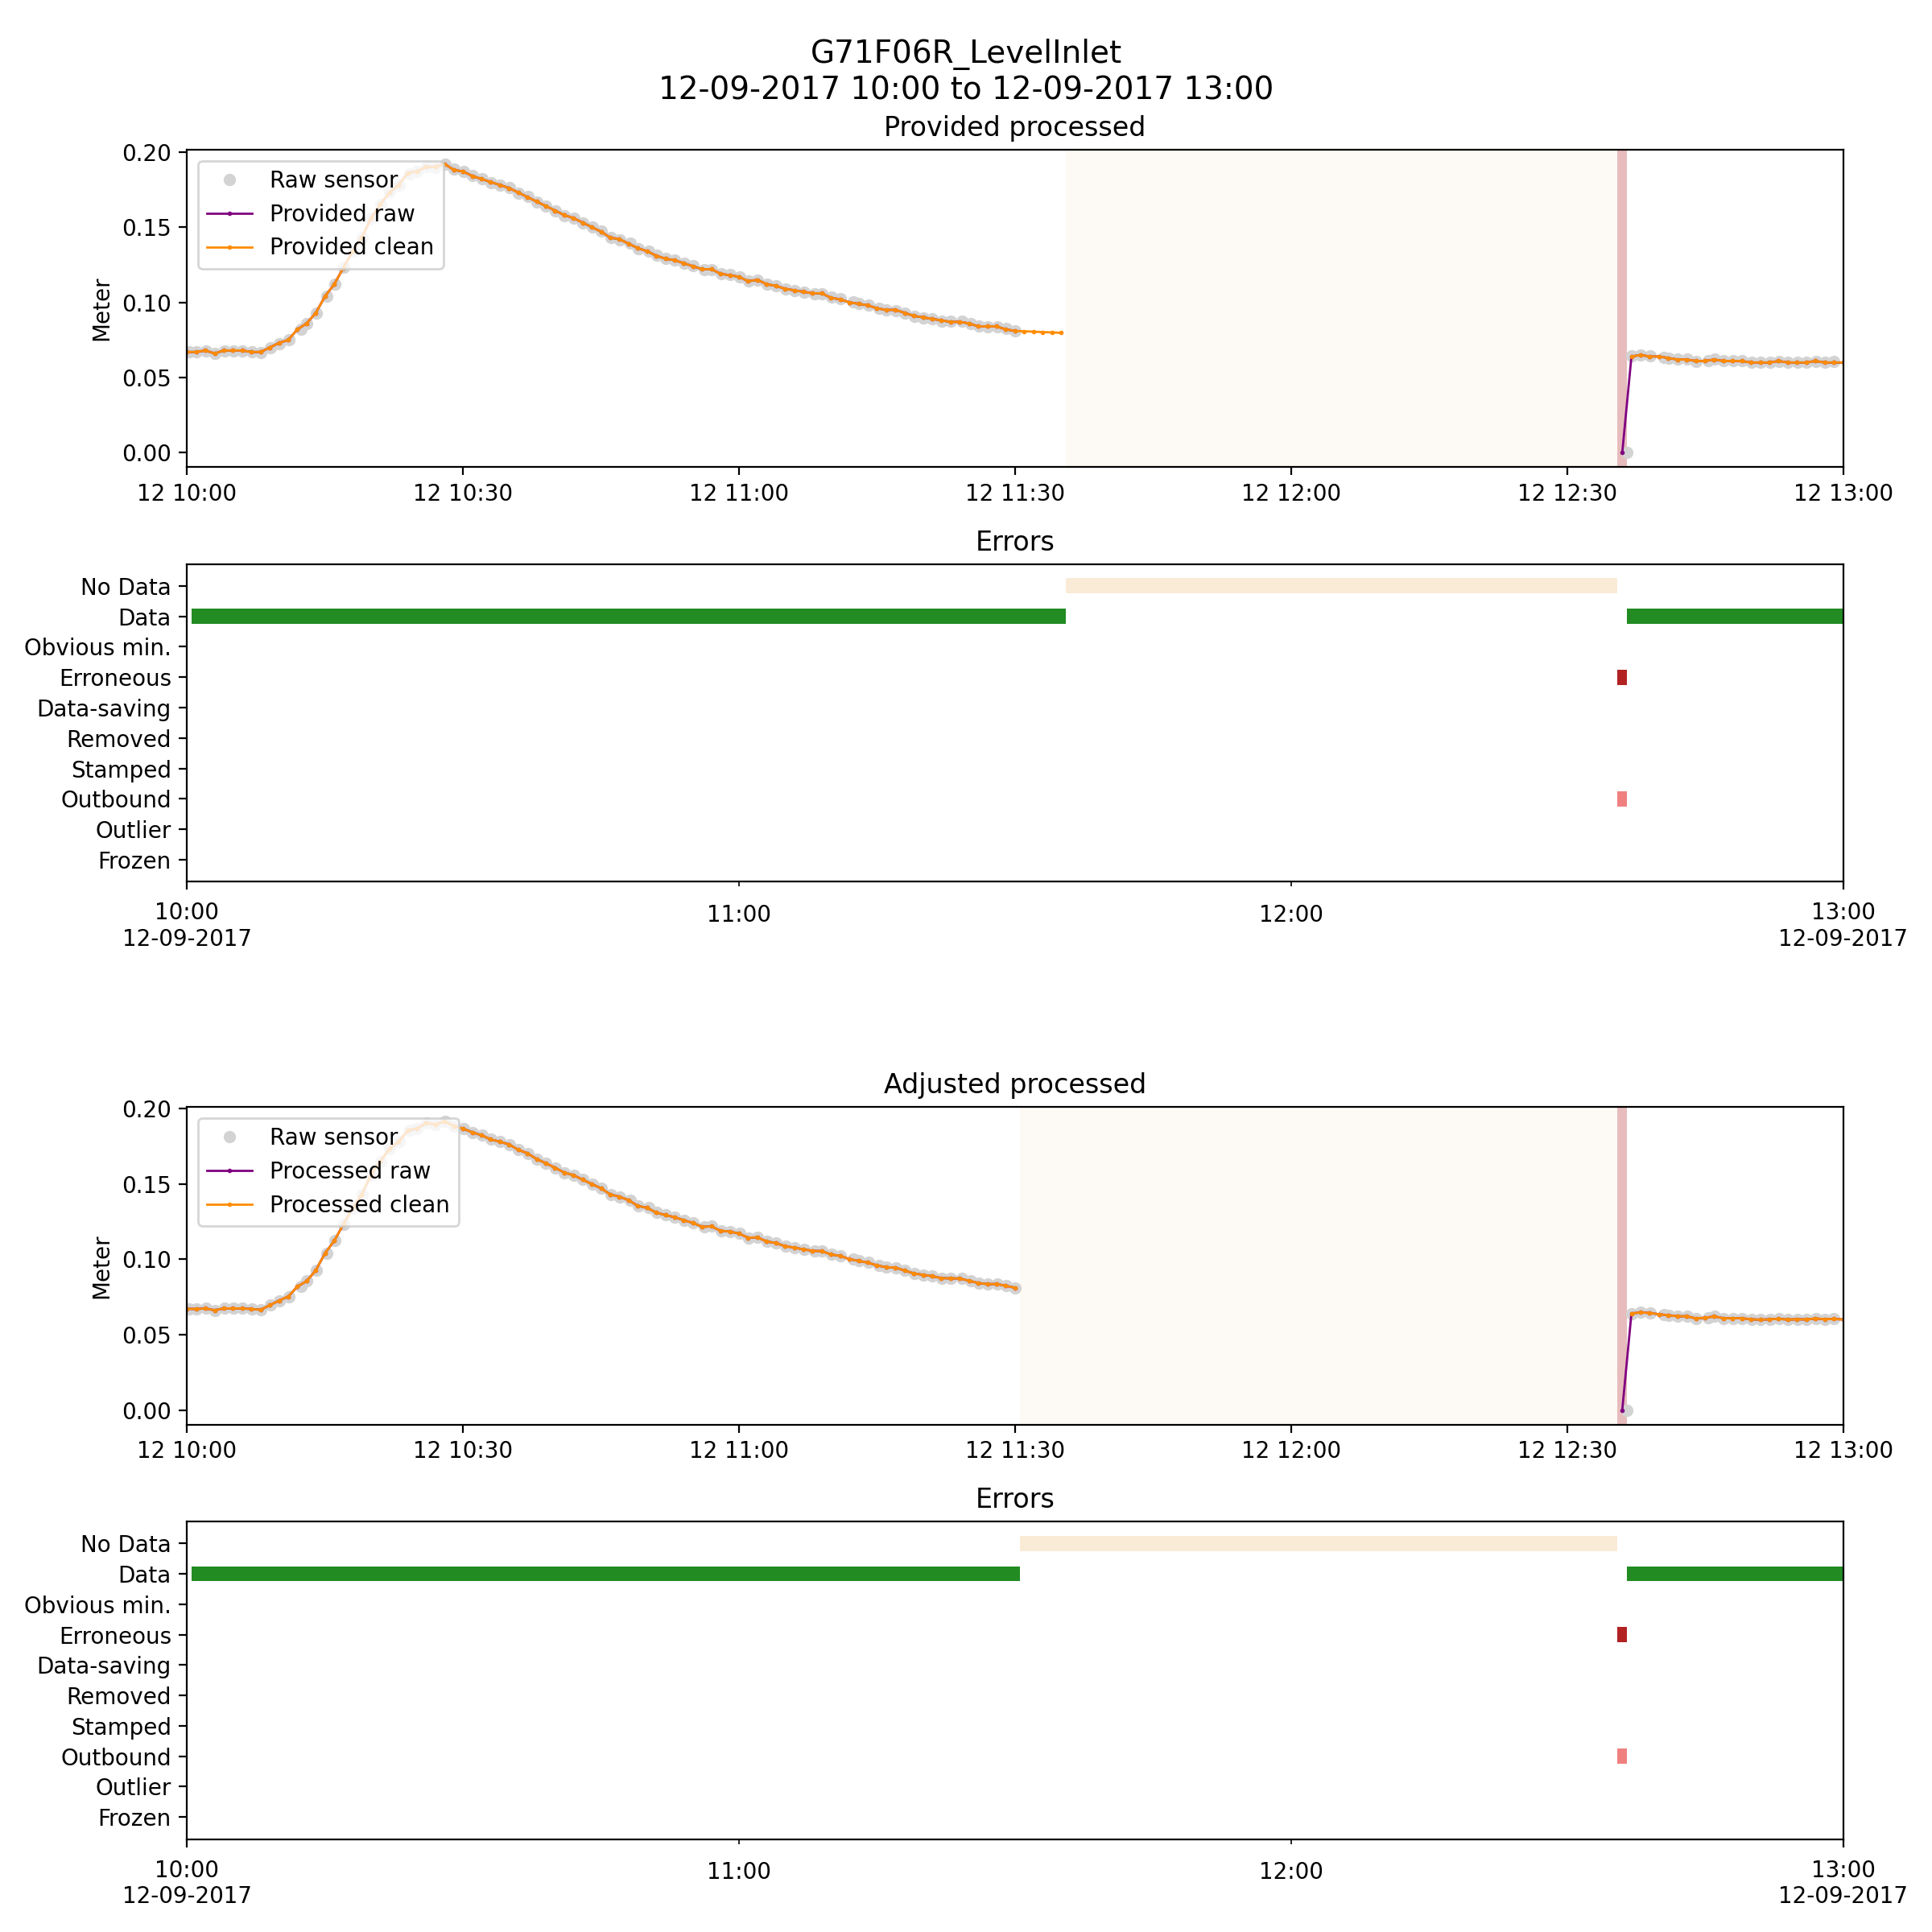 G71F06R_LevelInlet
12-09-2017 10:00 to 12-09-2017 13:00
Provided processed
Meter
0.20
0.15
0.10
0.05
0.00
Raw sensor
Provided raw
Provided clean
12 10:00 12 10:30 12 11:00 12 11:30 12 12:00 12 12:30 12 13:00
Errors
No Data
Data
Obvious min.
Erroneous
Data-saving
Removed
Stamped
Outbound
Outlier
Frozen
10:00 11:00 12:00 13:00
12-09-2017 12-09-2017
Adjusted processed
Meter
0.20
0.15
0.10
0.05
0.00
Raw sensor
Processed raw
Processed clean
12 10:00 12 10:30 12 11:00 12 11:30 12 12:00 12 12:30 12 13:00
Errors
No Data
Data
Obvious min.
Erroneous
Data-saving
Removed
Stamped
Outbound
Outlier
Frozen
10:00 11:00 12:00 13:00
12-09-2017 12-09-2017